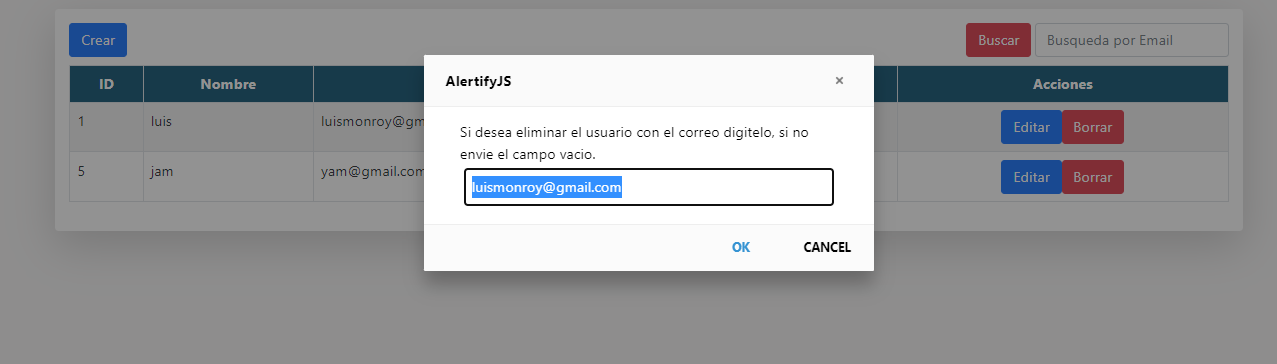 Crear
Buscar Busqueda por Email
AlertifyJS ×
ID Nombre Acciones
Si desea eliminar el usuario con el correo digitelo, si no
envie el campo vacio.
luismonroy@gmail.com
OK CANCEL
1 luis luismonroy@gm Editar Borrar
5 jam yam@gmail.com Editar Borrar